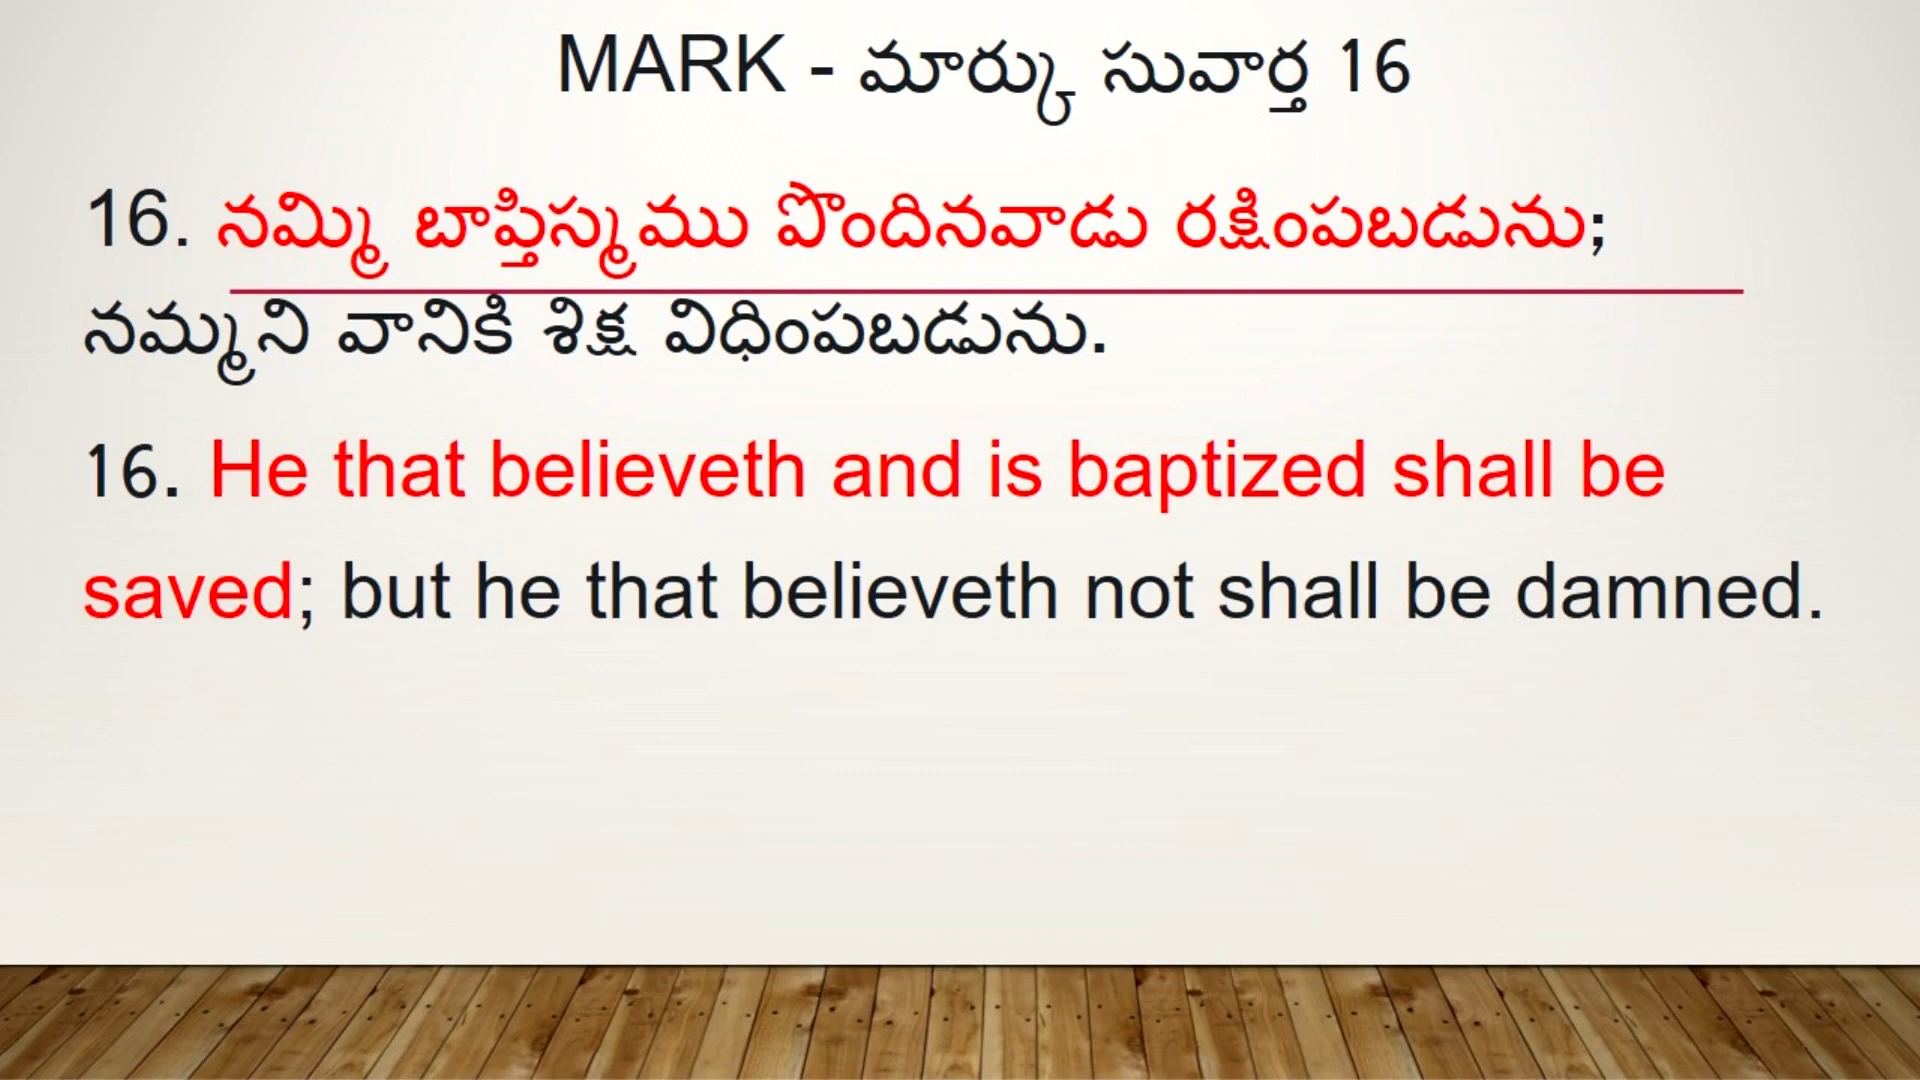 MARK - మార్కు సువార్త 16
16. నమ్మి బాప్తిస్మము పొందినవాడు రక్షింపబడును;
నమ్మని వానికి శిక్ష విధింపబడును.
16. He that believeth and is baptized shall be
saved; but he that believeth not shall be damned.